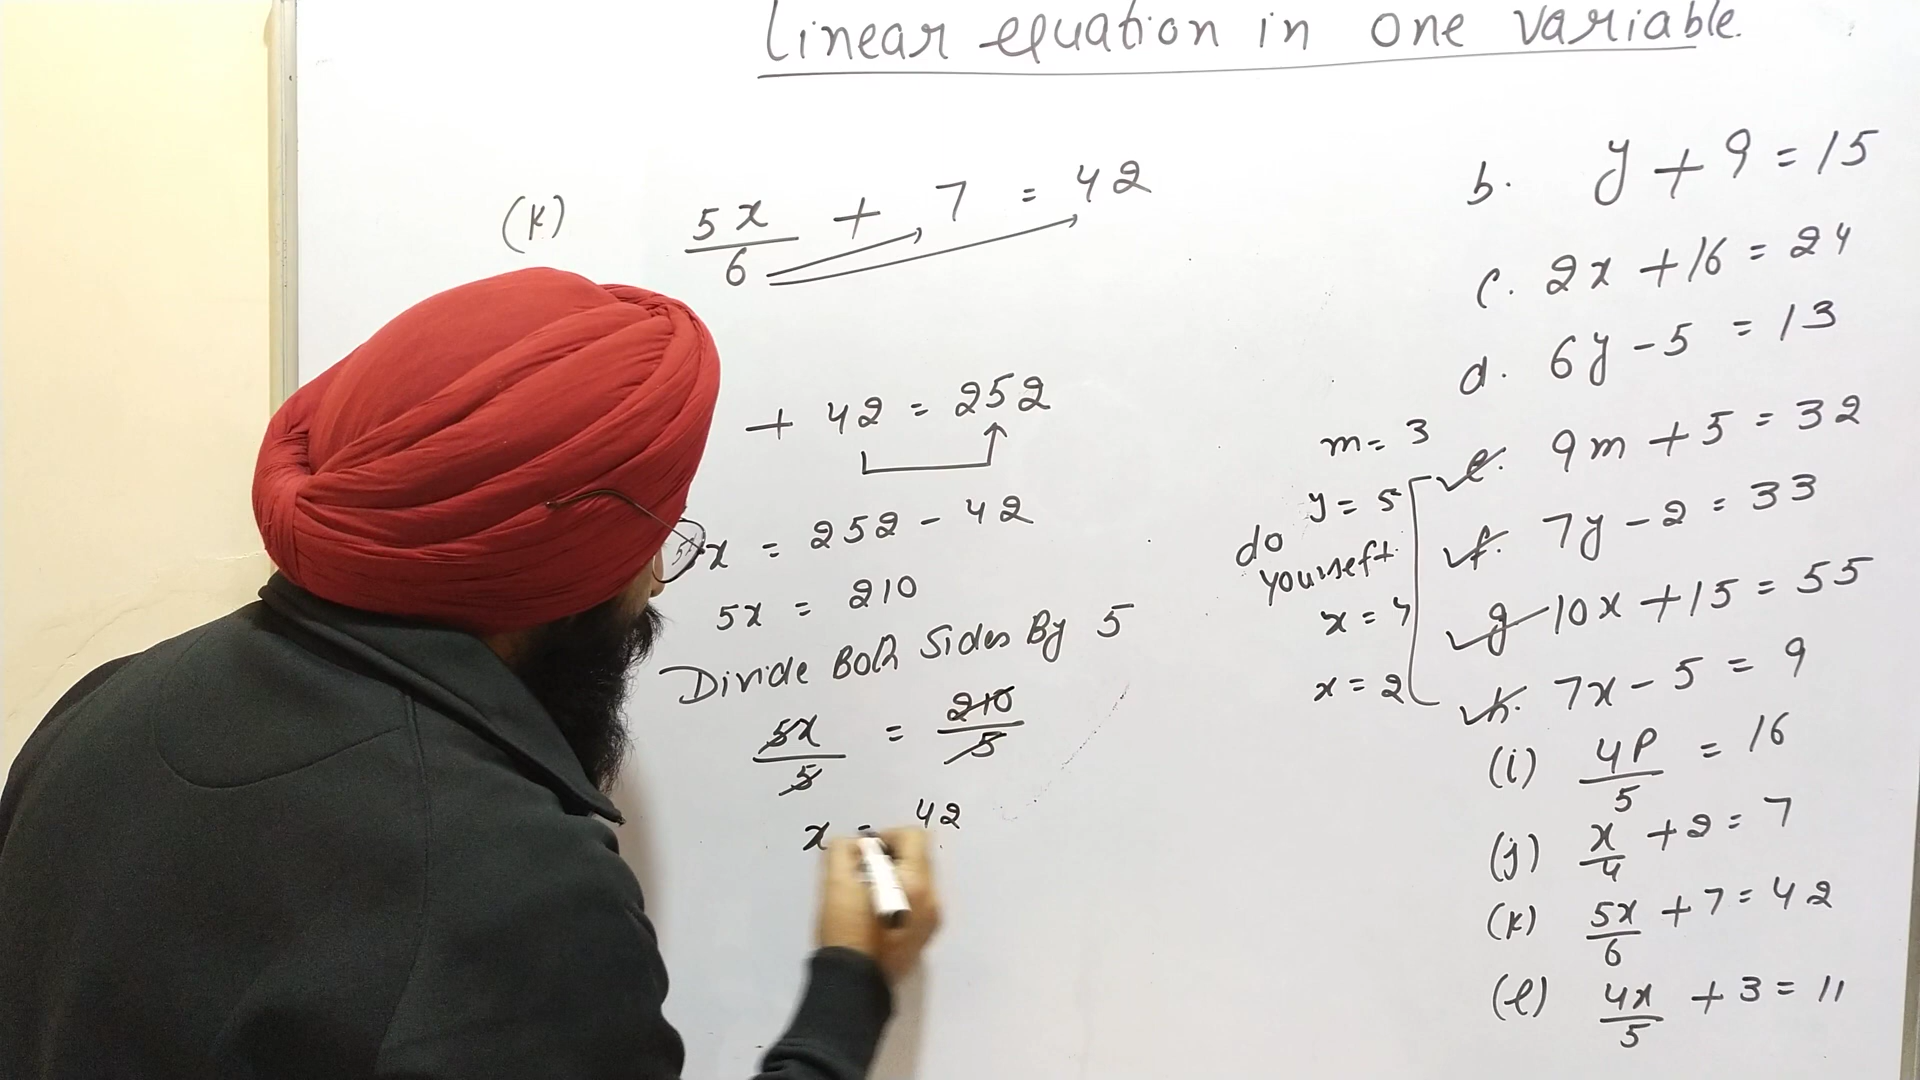 Linear equation in one variable.
(K) 5x/6 + 7 = 42
+ 42 = 252
5x = 252 - 42
5x = 210
Divide Both Sides By 5
5x/5 = 210/5
x = 42
b. y + 9 = 15
c. 2x + 16 = 24
d. 6y - 5 = 13
m = 3
e. 9m + 5 = 32
y = 5
f. 7y - 2 = 33
do
yourseft
x = 4
g 10x + 15 = 55
x = 2
h. 7x - 5 = 9
(i) 4P/5 = 16
(j) x/4 + 2 = 7
(K) 5x/6 + 7 = 42
(l) 4x/5 + 3 = 11